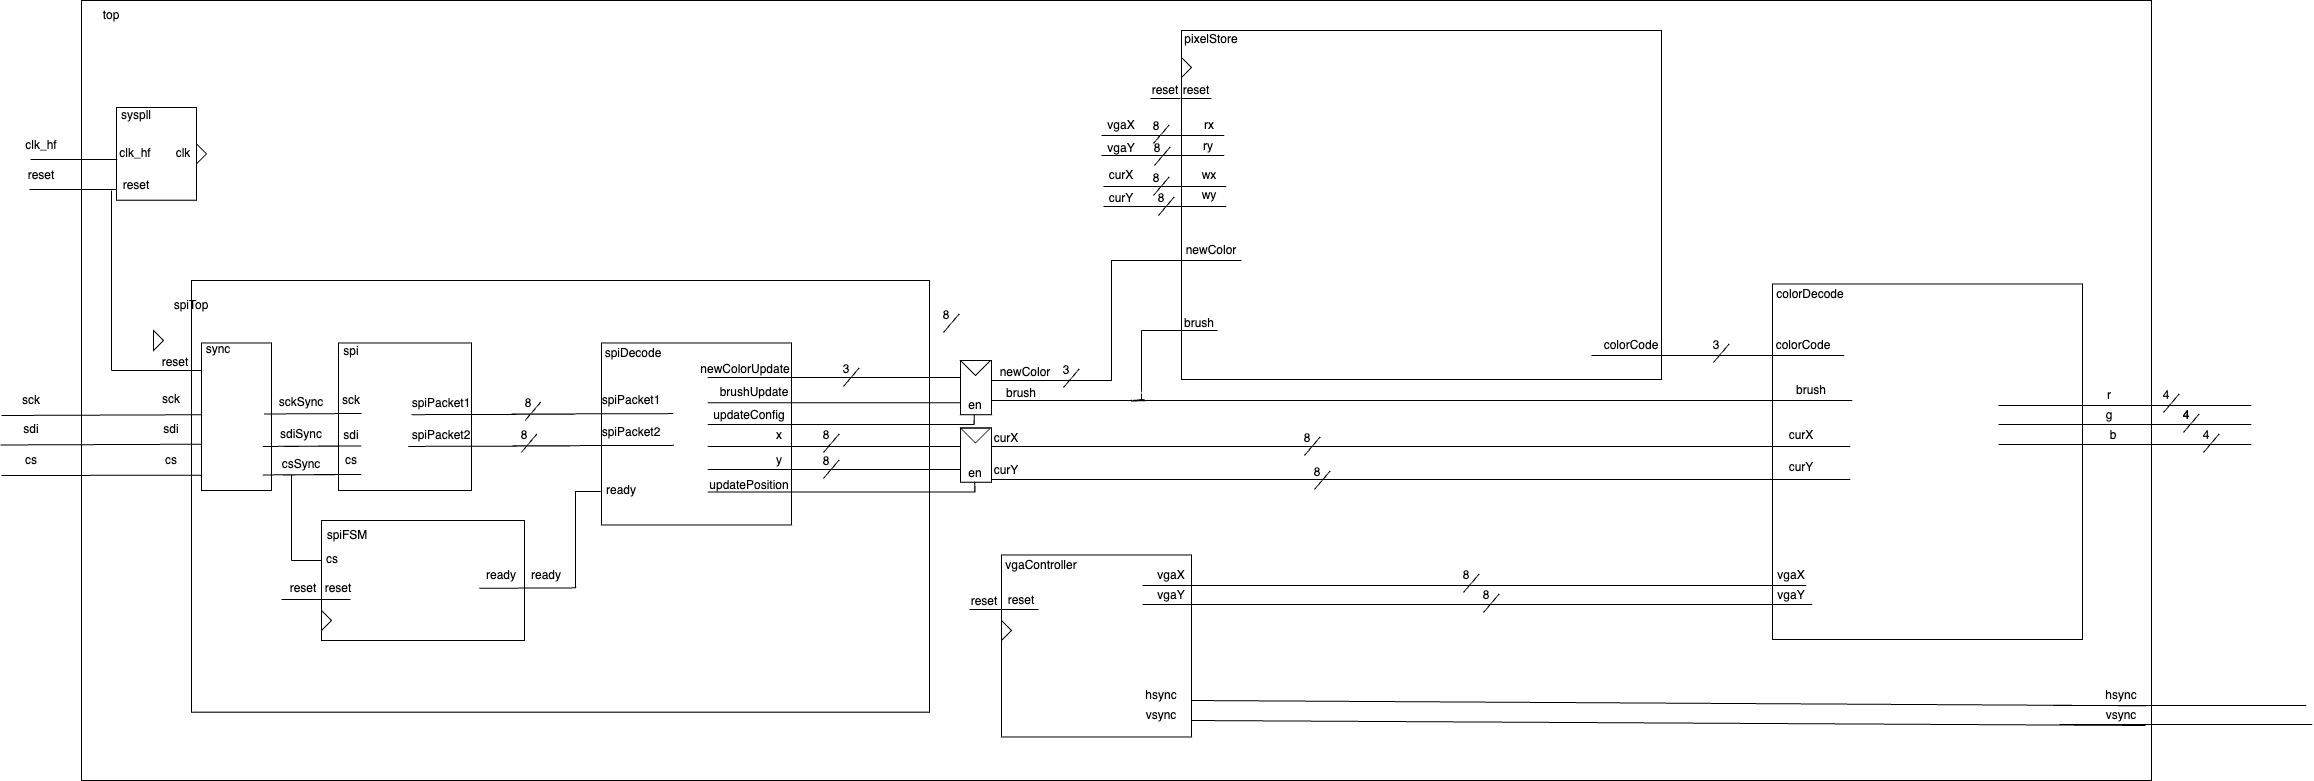 top
pixelStore
reset reset
vgaX 8 rx
vgaY 8 ry
curX 8 wx
curY 8 wy
newColor
brush
colorCode 3
syspll
clk_hf clk_hf clk
reset reset
spiTop
8
reset
sck sck
sdi sdi
cs cs
sync
sckSync
sdiSync
csSync
spi
sck spiPacket1 8
sdi spiPacket2 8
cs
spiDecode
spiPacket1
spiPacket2
ready
newColorUpdate 3
brushUpdate
updateConfig
x 8
y 8
updatePosition
spiFSM
cs
reset reset
ready ready
en
newColor 3
brush
en
curX 8
curY 8
colorDecode
colorCode
brush
curX
curY
vgaX
vgaY
r 4
g 4
b 4
vgaController
reset reset
vgaX 8
vgaY 8
hsync
vsync
hsync
vsync